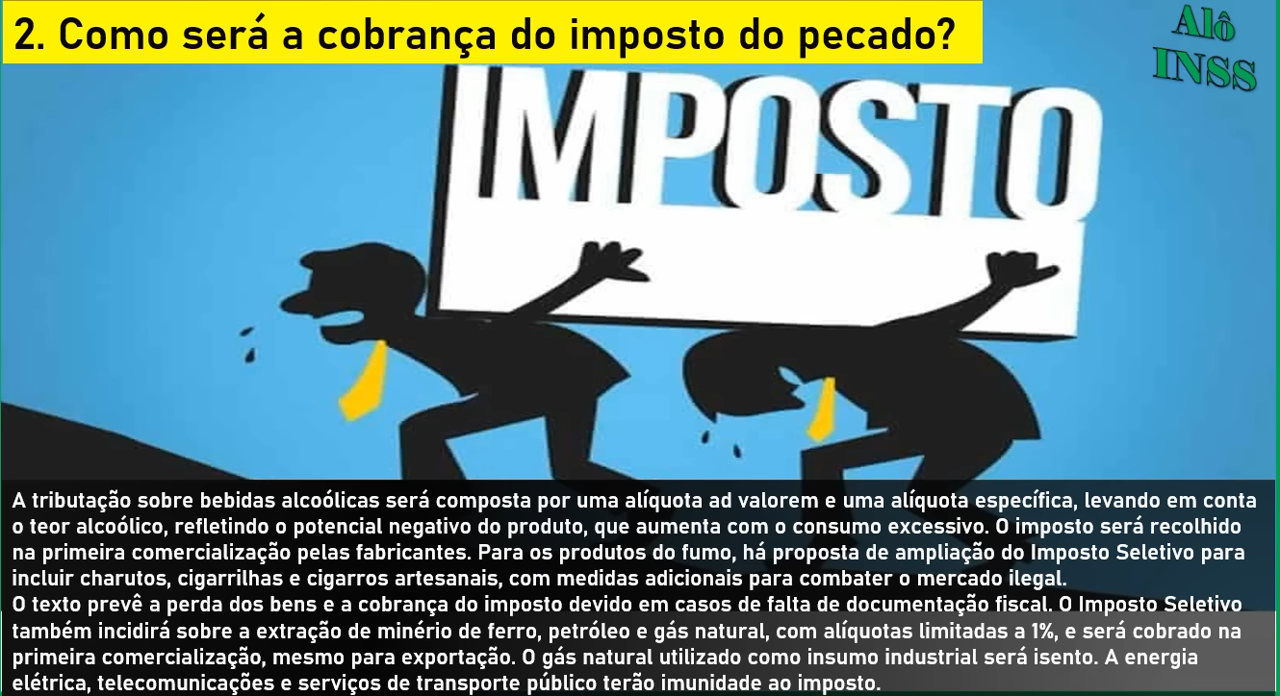 2. Como será a cobrança do imposto do pecado?
Alô
INSS
IMPOSTO
A tributação sobre bebidas alcoólicas será composta por uma alíquota ad valorem e uma alíquota específica, levando em conta
o teor alcoólico, refletindo o potencial negativo do produto, que aumenta com o consumo excessivo. O imposto será recolhido
na primeira comercialização pelas fabricantes. Para os produtos do fumo, há proposta de ampliação do Imposto Seletivo para
incluir charutos, cigarrilhas e cigarros artesanais, com medidas adicionais para combater o mercado ilegal.
O texto prevê a perda dos bens e a cobrança do imposto devido em casos de falta de documentação fiscal. O Imposto Seletivo
também incidirá sobre a extração de minério de ferro, petróleo e gás natural, com alíquotas limitadas a 1%, e será cobrado na
primeira comercialização, mesmo para exportação. O gás natural utilizado como insumo industrial será isento. A energia
elétrica, telecomunicações e serviços de transporte público terão imunidade ao imposto.